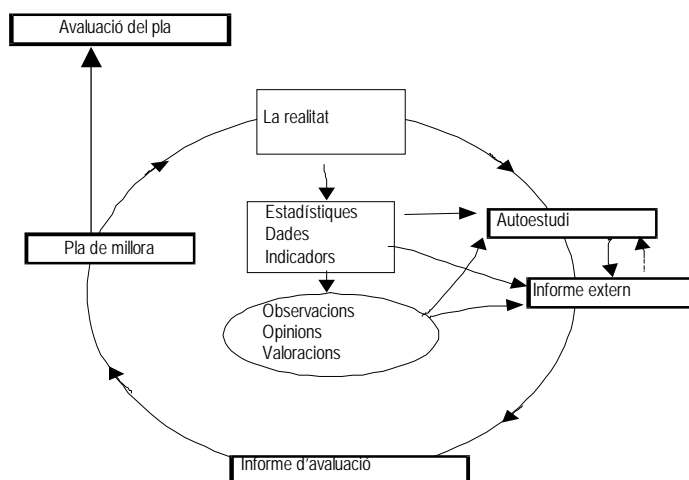 Avaluació del pla
La realitat
Estadístiques
Dades
Indicadors
Autoestudi
Pla de millora
Informe extern
Observacions
Opinions
Valoracions
Informe d'avaluació